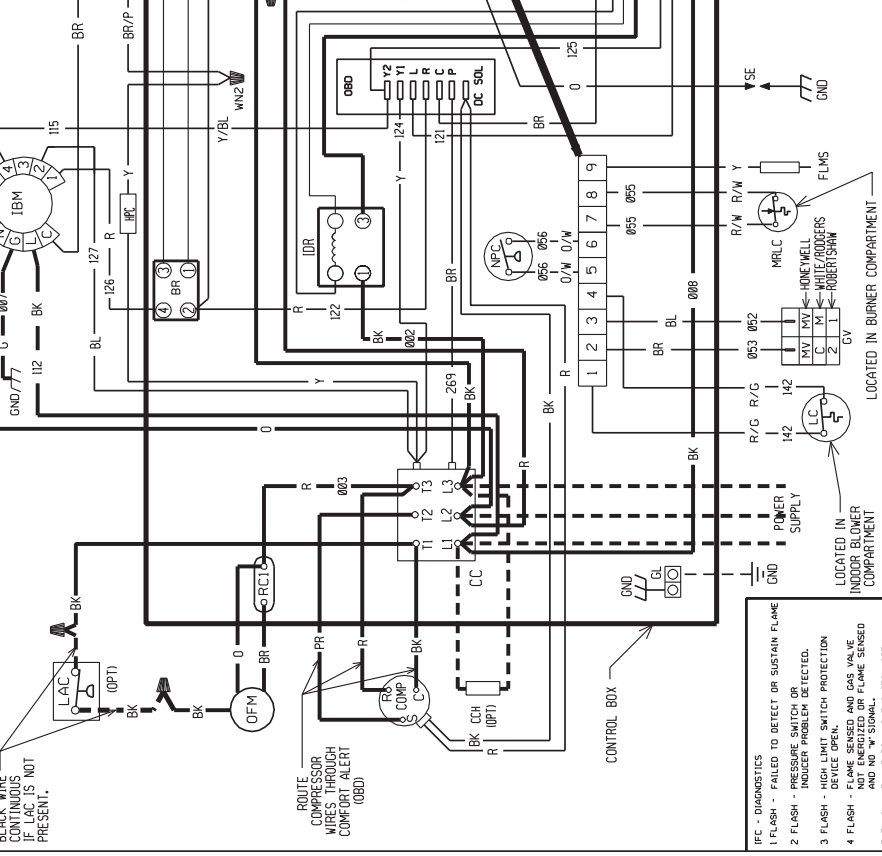 BR
BR/P
WN2
Y/BL
115
IBM
4
3
2
1
G
L
C
127
R
126
Y
HPC
BR
3
1
4
2
BL
112
BK
G
007
GND/77
O
Y
R
122
IDR
3
1
BK
002
OBD
Y2
Y1
L
R
C
P
DC SOL
124
121
Y
BR
BR
125
O
SE
GND
269
BK
R
BK
R
NPC
056
056
O/W
O/W
9
8
7
6
5
4
3
2
1
055
055
Y
R/W
R/W
FLMS
MRLC
LOCATED IN BURNER COMPARTMENT
008
BL
BR
052
053
HONEYWELL
WHITE/RODGERS
ROBERTSHAW
MV
M
1
MV
C
2
GV
R/G
R/G
142
142
LC
LOCATED IN
INDOOR BLOWER
COMPARTMENT
R
003
T3
T2
T1
L3
L2
L1
CC
BK
POWER
SUPPLY
GND
GL
GND
BK
LAC
(OPT)
BK
BK
RC1
O
BR
OFM
PR
R
BK
R
COMP
C
S
CCH
(OPT)
BK
R
CONTROL BOX
ROUTE
COMPRESSOR
WIRES THROUGH
COMFORT ALERT
(OBD)
BLACK WIRE
CONTINUOUS
IF LAC IS NOT
PRESENT.
IFC - DIAGNOSTICS
1 FLASH - FAILED TO DETECT OR SUSTAIN FLAME
2 FLASH - PRESSURE SWITCH OR
INDUCER PROBLEM DETECTED.
3 FLASH - HIGH LIMIT SWITCH PROTECTION
DEVICE OPEN.
4 FLASH - FLAME SENSED AND GAS VALVE
NOT ENERGIZED OR FLAME SENSED
AND NO "W" SIGNAL.